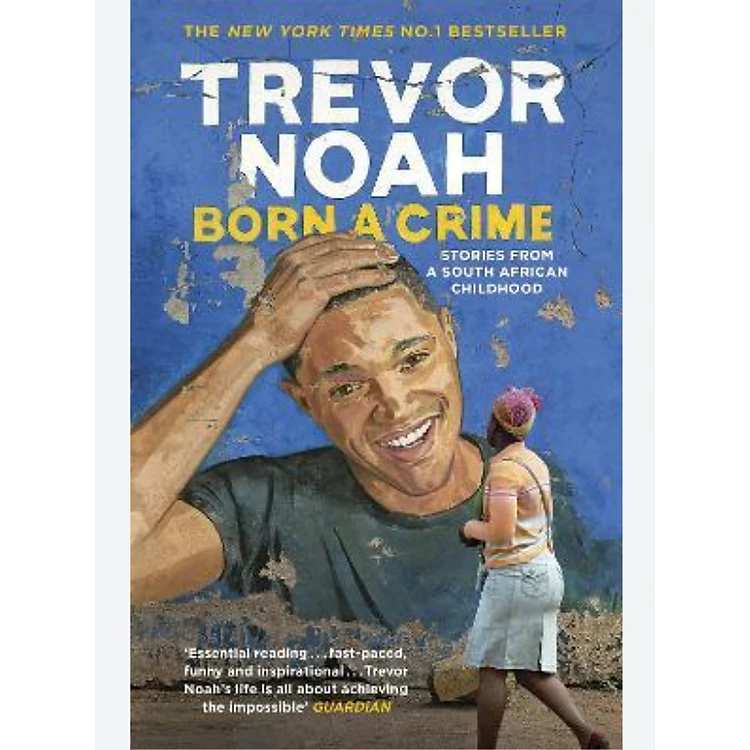 THE NEW YORK TIMES NO.1 BESTSELLER
TREVOR
NOAH
BORN A CRIME
STORIES FROM
A SOUTH AFRICAN
CHILDHOOD
'Essential reading...fast-paced,
funny and inspirational...Trevor
Noah's life is all about achieving
the impossible' GUARDIAN